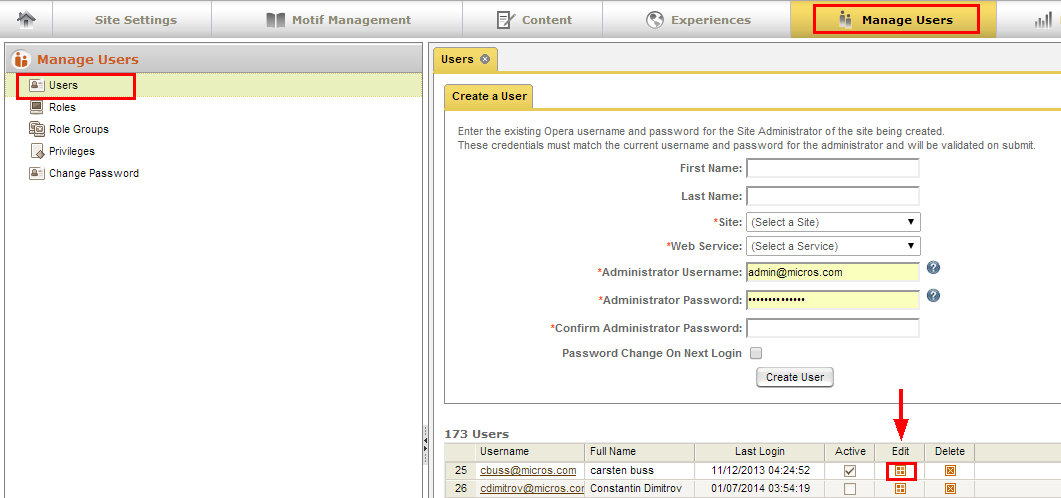 Site Settings
Motif Management
Content
Experiences
Manage Users
Manage Users
Users
Roles
Role Groups
Privileges
Change Password
Users
Create a User
Enter the existing Opera username and password for the Site Administrator of the site being created.
These credentials must match the current username and password for the administrator and will be validated on submit.
First Name:
Last Name:
*Site: (Select a Site)
*Web Service: (Select a Service)
*Administrator Username: admin@micros.com ?
*Administrator Password: •••••••••••••• ?
*Confirm Administrator Password:
Password Change On Next Login
Create User
173 Users
Username Full Name Last Login Active Edit Delete
25 cbuss@micros.com carsten buss 11/12/2013 04:24:52
26 cdimitrov@micros.com Constantin Dimitrov 01/07/2014 03:54:19